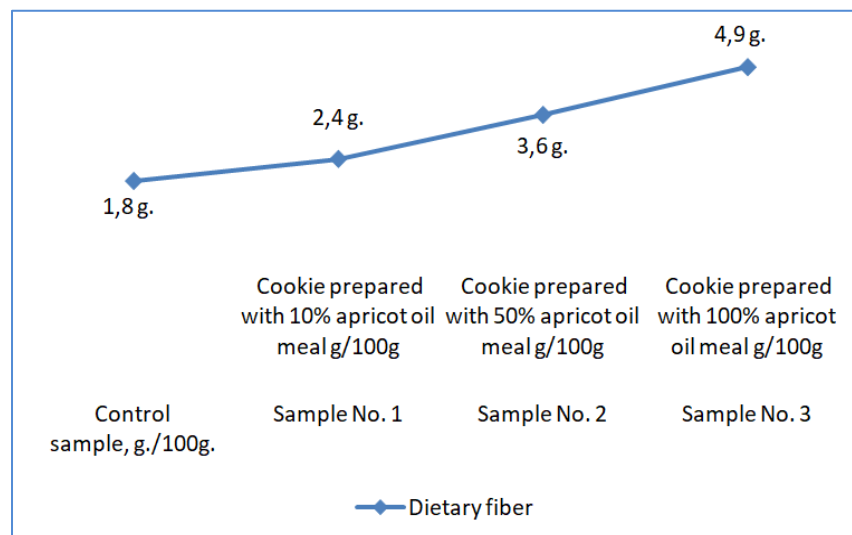 4,9 g.
2,4 g.
3,6 g.
1,8 g.
Cookie prepared
with 10% apricot oil
meal g/100g
Cookie prepared
with 50% apricot oil
meal g/100g
Cookie prepared
with 100% apricot
oil meal g/100g
Control
sample, g./100g.
Sample No. 1
Sample No. 2
Sample No. 3
Dietary fiber